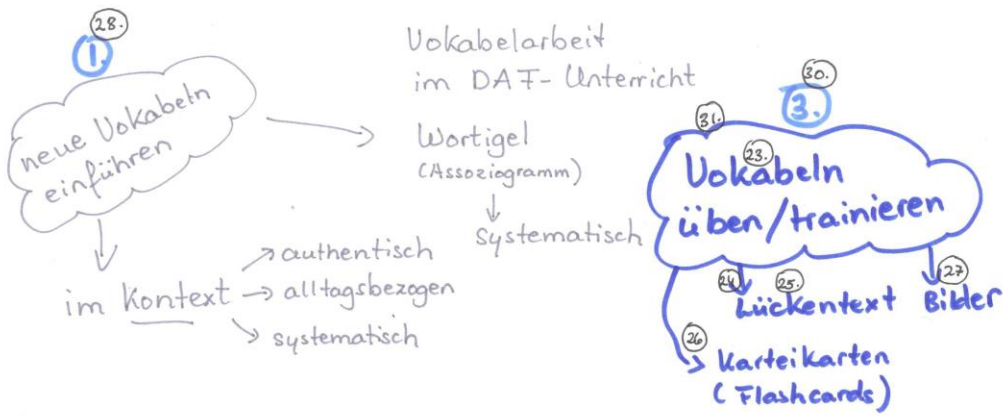 28.
1.
neue Vokabeln
einführen
Vokabelarbeit
im DAF-Unterricht
Wortigel
(Assoziogramm)
systematisch
im Kontext
authentisch
alltagsbezogen
systematisch
30.
3.
31.
23.
Vokabeln
üben/trainieren
24.
25.
Lückentext
27.
Bilder
26.
Karteikarten
(Flashcards)